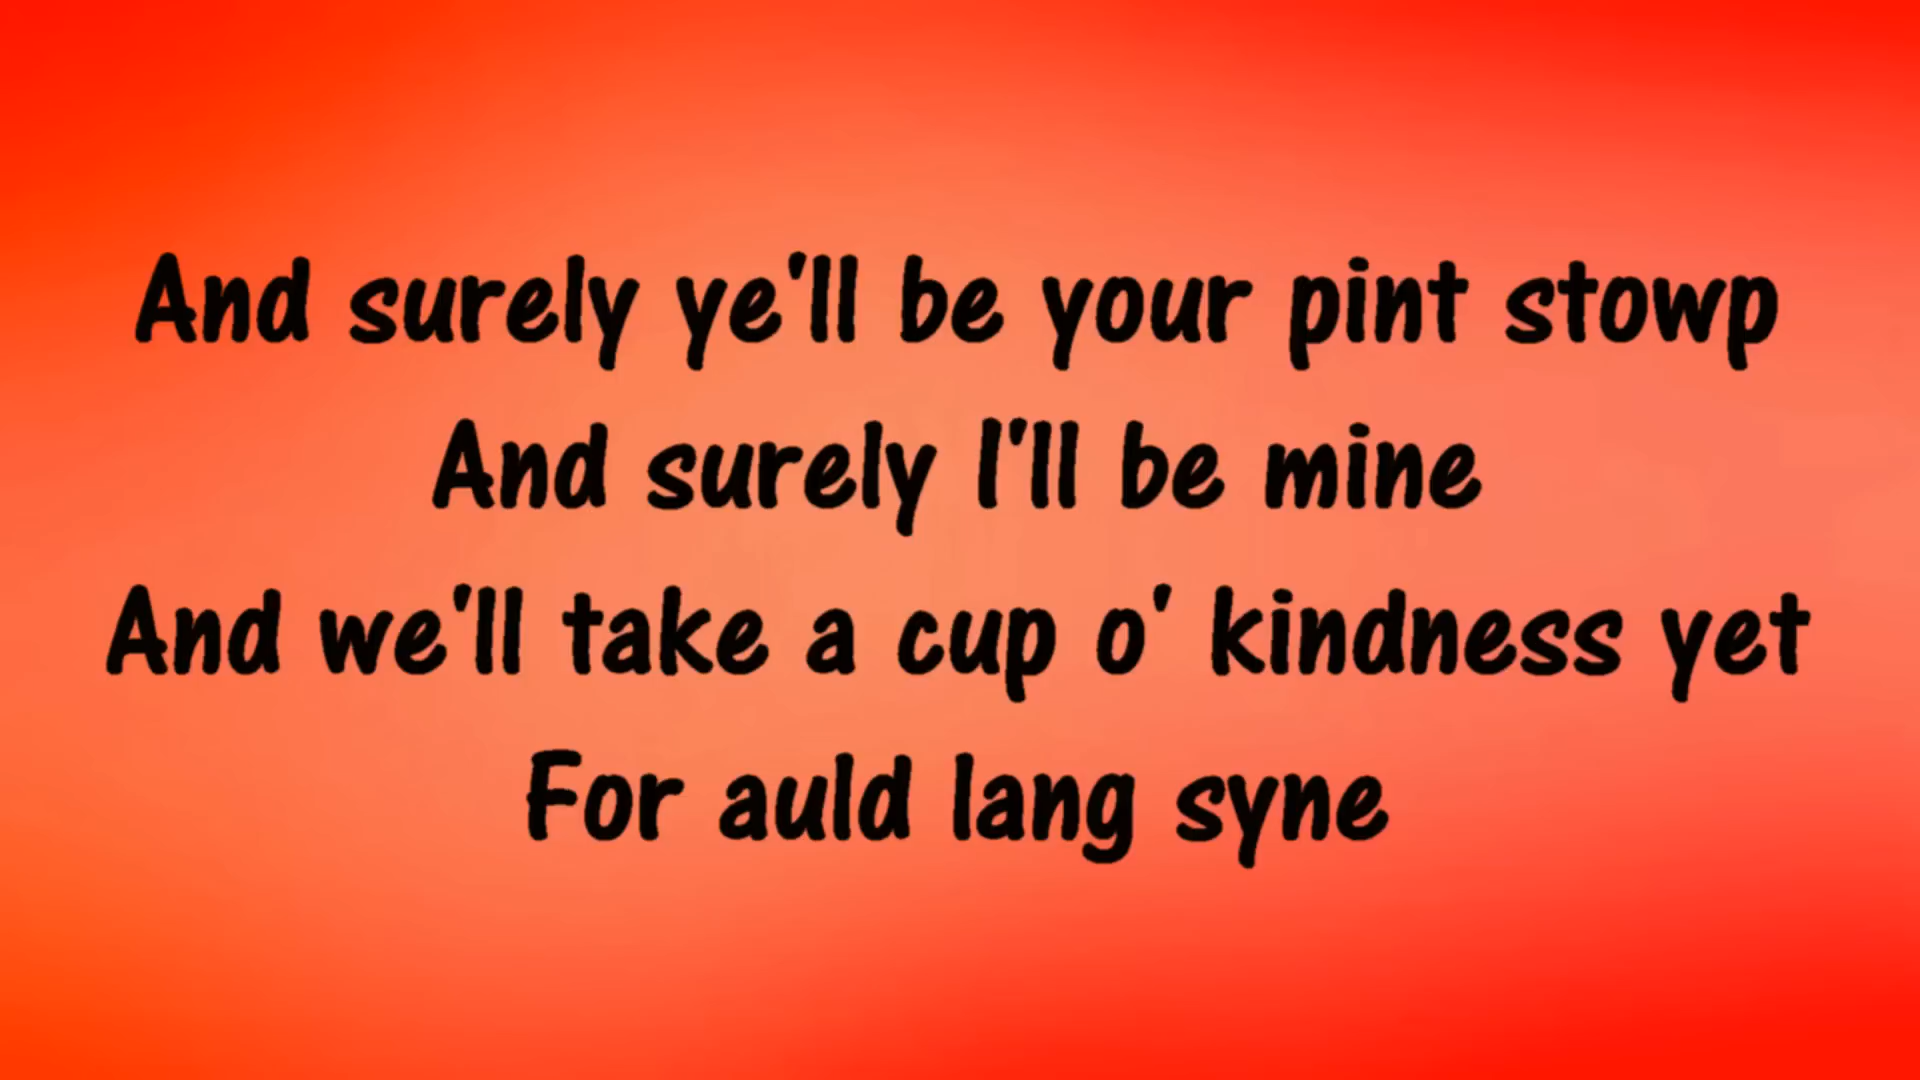 And surely ye'll be your pint stowp
And surely I'll be mine
And we'll take a cup o' kindness yet
For auld lang syne